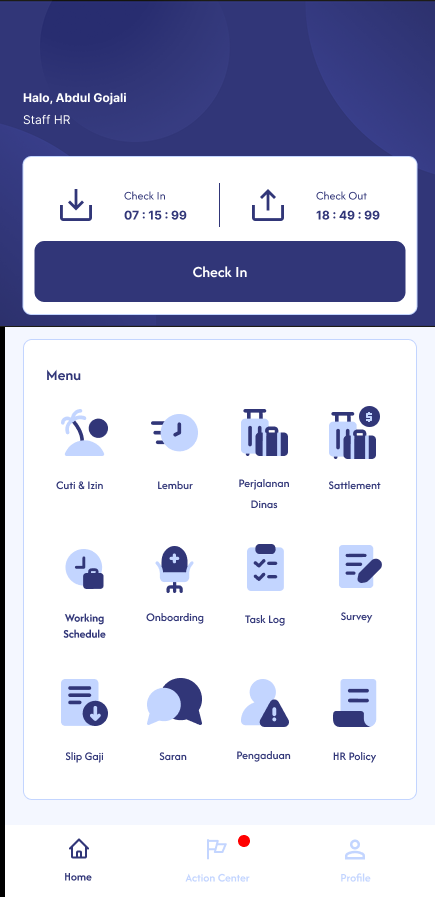 Halo, Abdul Gojali
Staff HR
Check In
07 : 15 : 99
Check Out
18 : 49 : 99
Check In
Menu
Cuti & Izin
Lembur
Perjalanan
Dinas
$
Sattlement
Working
Schedule
Onboarding
Task Log
Survey
Slip Gaji
Saran
Pengaduan
HR Policy
Home
Action Center
Profile